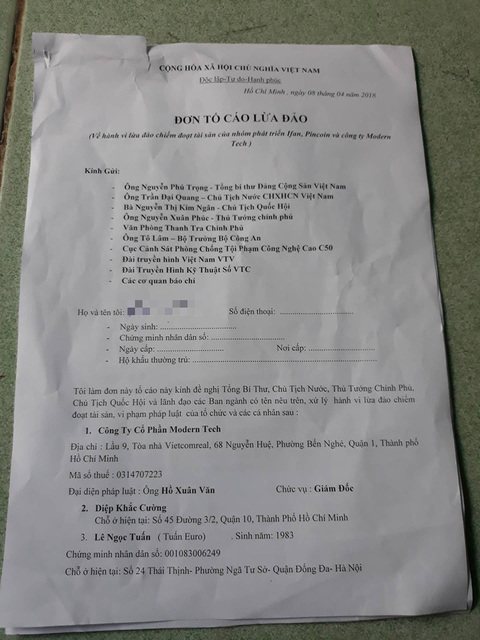 CỘNG HÒA XÃ HỘI CHỦ NGHĨA VIỆT NAM
Độc lập-Tự do-Hạnh phúc
Hồ Chí Minh , ngày 08 tháng 04 năm 2018
ĐƠN TỐ CÁO LỪA ĐẢO
(Về hành vi lừa đảo chiếm đoạt tài sản của nhóm phát triển Ifan, Pincoin và công ty Modern
Tech )
Kính Gửi:
- Ông Nguyễn Phú Trọng - Tổng bí thư Đảng Cộng Sản Việt Nam
- Ông Trần Đại Quang – Chủ Tịch Nước CHXHCN Việt Nam
- Bà Nguyễn Thị Kim Ngân - Chủ Tịch Quốc Hội
- Ông Nguyễn Xuân Phúc - Thủ Tướng chính phủ
- Văn Phòng Thanh Tra Chính Phủ
- Ông Tô Lâm – Bộ Trưởng Bộ Công An
- Cục Cảnh Sát Phòng Chống Tội Phạm Công Nghệ Cao C50
- Đài truyền hình Việt Nam VTV
- Đài Truyền Hình Kỹ Thuật Số VTC
- Các cơ quan báo chí
Họ và tên tôi: Số điện thoại: ..........................
- Ngày sinh: ...........................
- Chứng minh nhân dân số: ...........................
- Ngày cấp: ........................ Nơi cấp: ........................
- Hộ khẩu thường trú: ............................................................
Tôi làm đơn này tố cáo này kính đề nghị Tổng Bí Thư, Chủ Tịch Nước, Thủ Tướng Chính Phủ,
Chủ Tịch Quốc Hội và lãnh đạo các Ban ngành có tên nêu trên, xử lý hành vi lừa đảo chiếm
đoạt tài sản, vi phạm pháp luật của tổ chức và các cá nhân sau :
1. Công Ty Cổ Phần Modern Tech
Địa chỉ : Lầu 9, Tòa nhà Vietcomreal, 68 Nguyễn Huệ, Phường Bến Nghé, Quận 1, Thành phố
Hồ Chí Minh
Mã số thuế : 0314707223
Đại diện pháp luật : Ông Hồ Xuân Văn Chức vụ : Giám Đốc
2. Diệp Khắc Cường
Chỗ ở hiện tại: Số 45 Đường 3/2, Quận 10, Thành Phố Hồ Chí Minh
3. Lê Ngọc Tuấn ( Tuấn Euro) . Sinh năm: 1983
Chứng minh nhân dân số: 001083006249
Chỗ ở hiện tại: Số 24 Thái Thịnh- Phường Ngã Tư Sở- Quận Đống Đa- Hà Nội